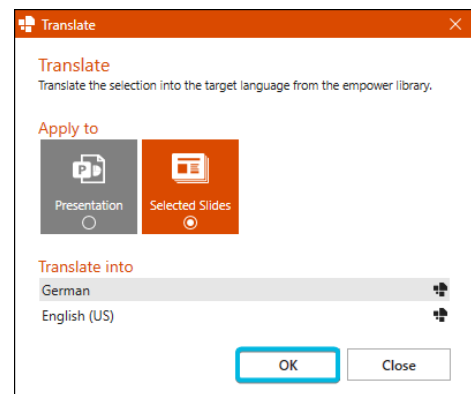 Translate
Translate
Translate the selection into the target language from the empower library.
Apply to
Presentation
Selected Slides
Translate into
German
English (US)
OK
Close